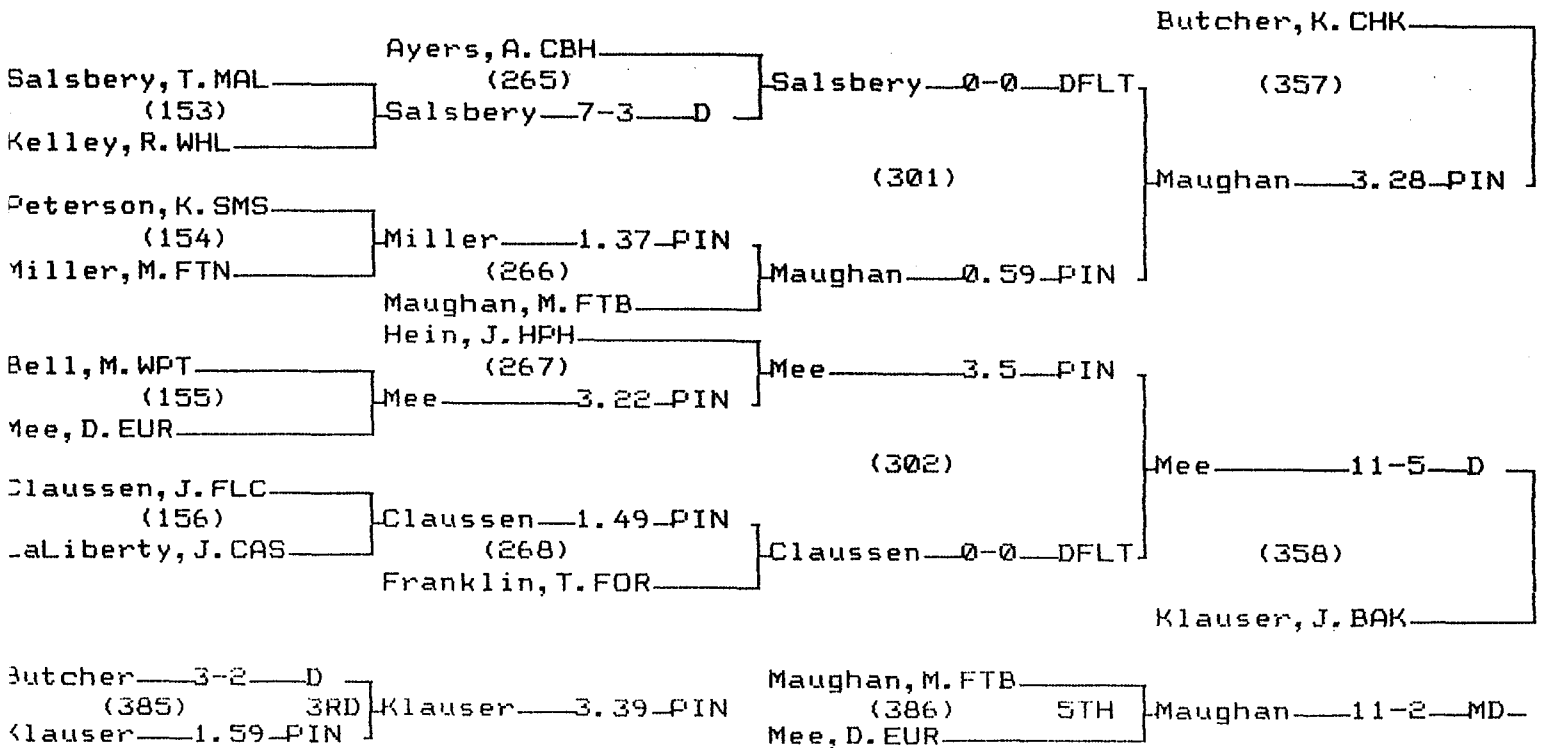 Butcher, K. CHK
Ayers, A. CBH
Salsbery, T. MAL (265) Salsbery 0-0 DFLT (357)
(153) Salsbery 7-3 D
Kelley, R. WHL
(301) Maughan 3.28 PIN
Peterson, K. SMS
(154) Miller 1.37 PIN
Miller, M. FTN (266) Maughan 0.59 PIN
Maughan, M. FTB
Hein, J. HPH
Bell, M. WPT (267) Mee 3.5 PIN
(155) Mee 3.22 PIN
Mee, D. EUR
(302) Mee 11-5 D
Claussen, J. FLC
(156) Claussen 1.49 PIN
LaLiberty, J. CAS (268) Claussen 0-0 DFLT (358)
Franklin, T. FOR
Klauser, J. BAK
Butcher 3-2 D Maughan, M. FTB
(385) 3RD Klauser 3.39 PIN (386) 5TH Maughan 11-2 MD
Klauser 1.59 PIN Mee, D. EUR